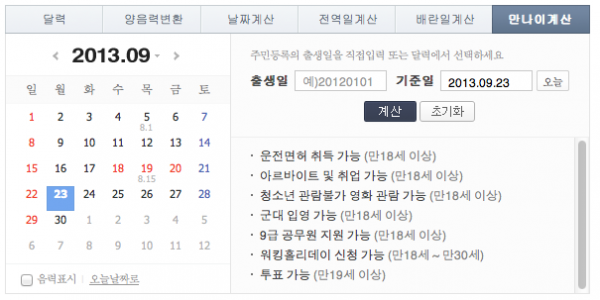 달력 양음력변환 날짜계산 전역일계산 배란일계산 만나이계산
2013.09
일 월 화 수 목 금 토
1 2 3 4 5 6 7
8.1
8 9 10 11 12 13 14
15 16 17 18 19 20 21
8.15
22 23 24 25 26 27 28
29 30 1 2 3 4 5
6 7 8 9 10 11 12
음력표시 오늘날짜로
주민등록의 출생일을 직접입력 또는 달력에서 선택하세요
출생일 예)20120101 기준일 2013.09.23 오늘
계산 초기화
· 운전면허 취득 가능 (만18세 이상)
· 아르바이트 및 취업 가능 (만18세 이상)
· 청소년 관람불가 영화 관람 가능 (만18세 이상)
· 군대 입영 가능 (만18세 이상)
· 9급 공무원 지원 가능 (만18세 이상)
· 워킹홀리데이 신청 가능 (만18세 ~ 만30세)
· 투표 가능 (만19세 이상)